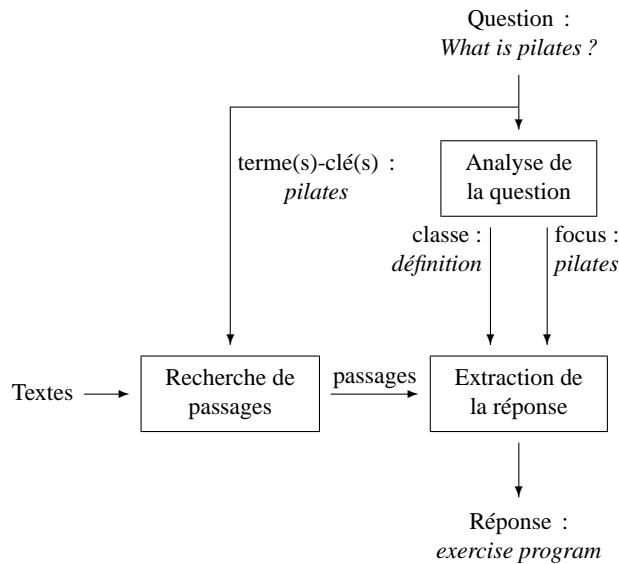 Question :
What is pilates ?
terme(s)-clé(s) :
pilates
Analyse de
la question
classe :
définition
focus :
pilates
Textes
Recherche de
passages
passages
Extraction de
la réponse
Réponse :
exercise program